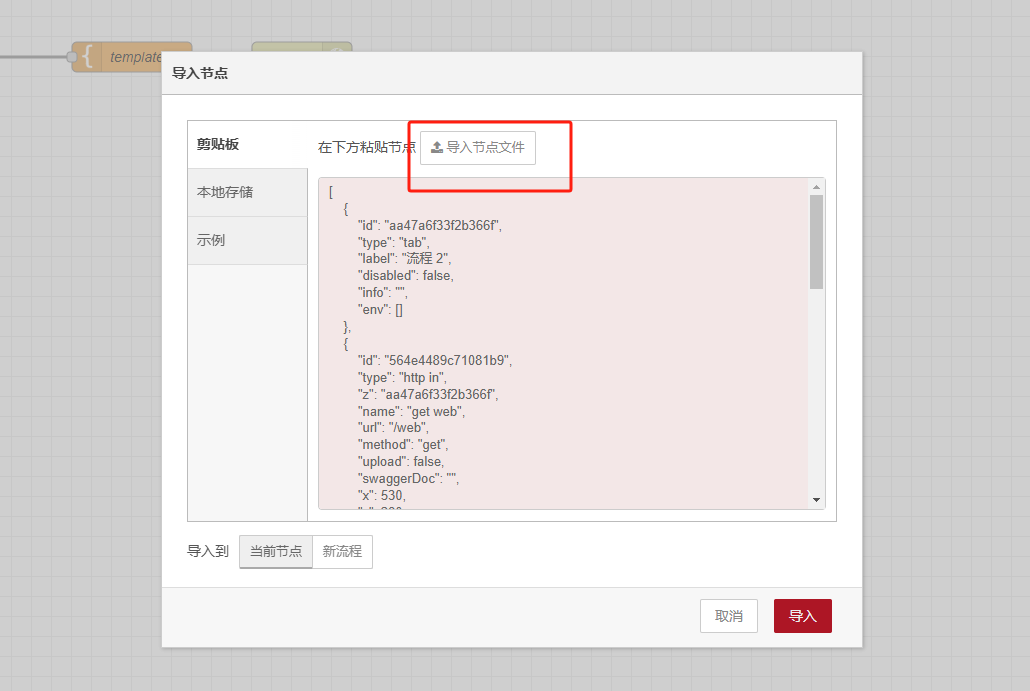 template
导入节点
剪贴板
在下方粘贴节点
导入节点文件
本地存储
示例
[
{
"id": "aa47a6f33f2b366f",
"type": "tab",
"label": "流程 2",
"disabled": false,
"info": "",
"env": []
},
{
"id": "564e4489c71081b9",
"type": "http in",
"z": "aa47a6f33f2b366f",
"name": "get web",
"url": "/web",
"method": "get",
"upload": false,
"swaggerDoc": "",
"x": 530,
导入到
当前节点
新流程
取消
导入